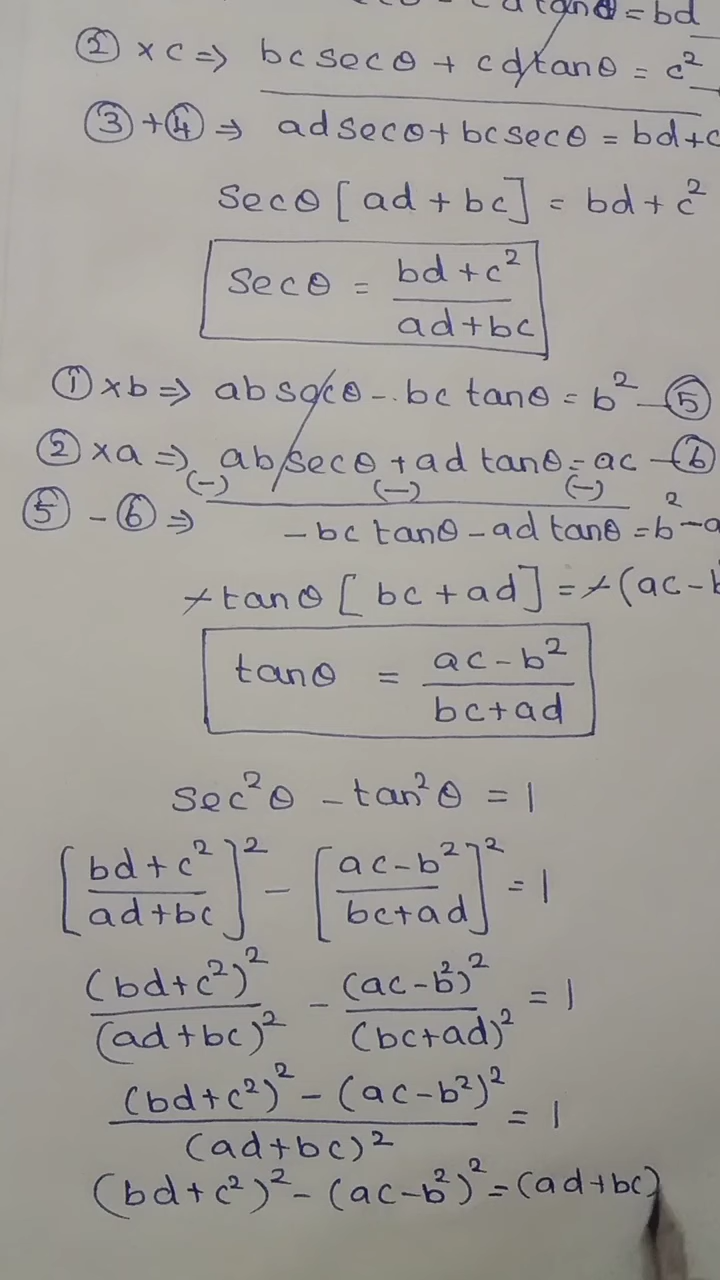 cd tanθ = bd
② × c ⇒ bc secθ + cd tanθ = c²
③ + ④ ⇒ ad secθ + bc secθ = bd + c
secθ [ ad + bc ] = bd + c²
secθ = (bd + c²) / (ad + bc)
① × b ⇒ ab secθ - bc tanθ = b² — ⑤
② × a ⇒ ab secθ + ad tanθ = ac — ⑥
(-) (-) (-)
⑤ - ⑥ ⇒ - bc tanθ - ad tanθ = b² - a
- tanθ [ bc + ad ] = - (ac - b
tanθ = (ac - b²) / (bc + ad)
sec²θ - tan²θ = 1
[ (bd + c²) / (ad + bc) ]² - [ (ac - b²) / (bc + ad) ]² = 1
(bd + c²)² / (ad + bc)² - (ac - b²)² / (bc + ad)² = 1
((bd + c²)² - (ac - b²)²) / (ad + bc)² = 1
(bd + c²)² - (ac - b²)² = (ad + bc)